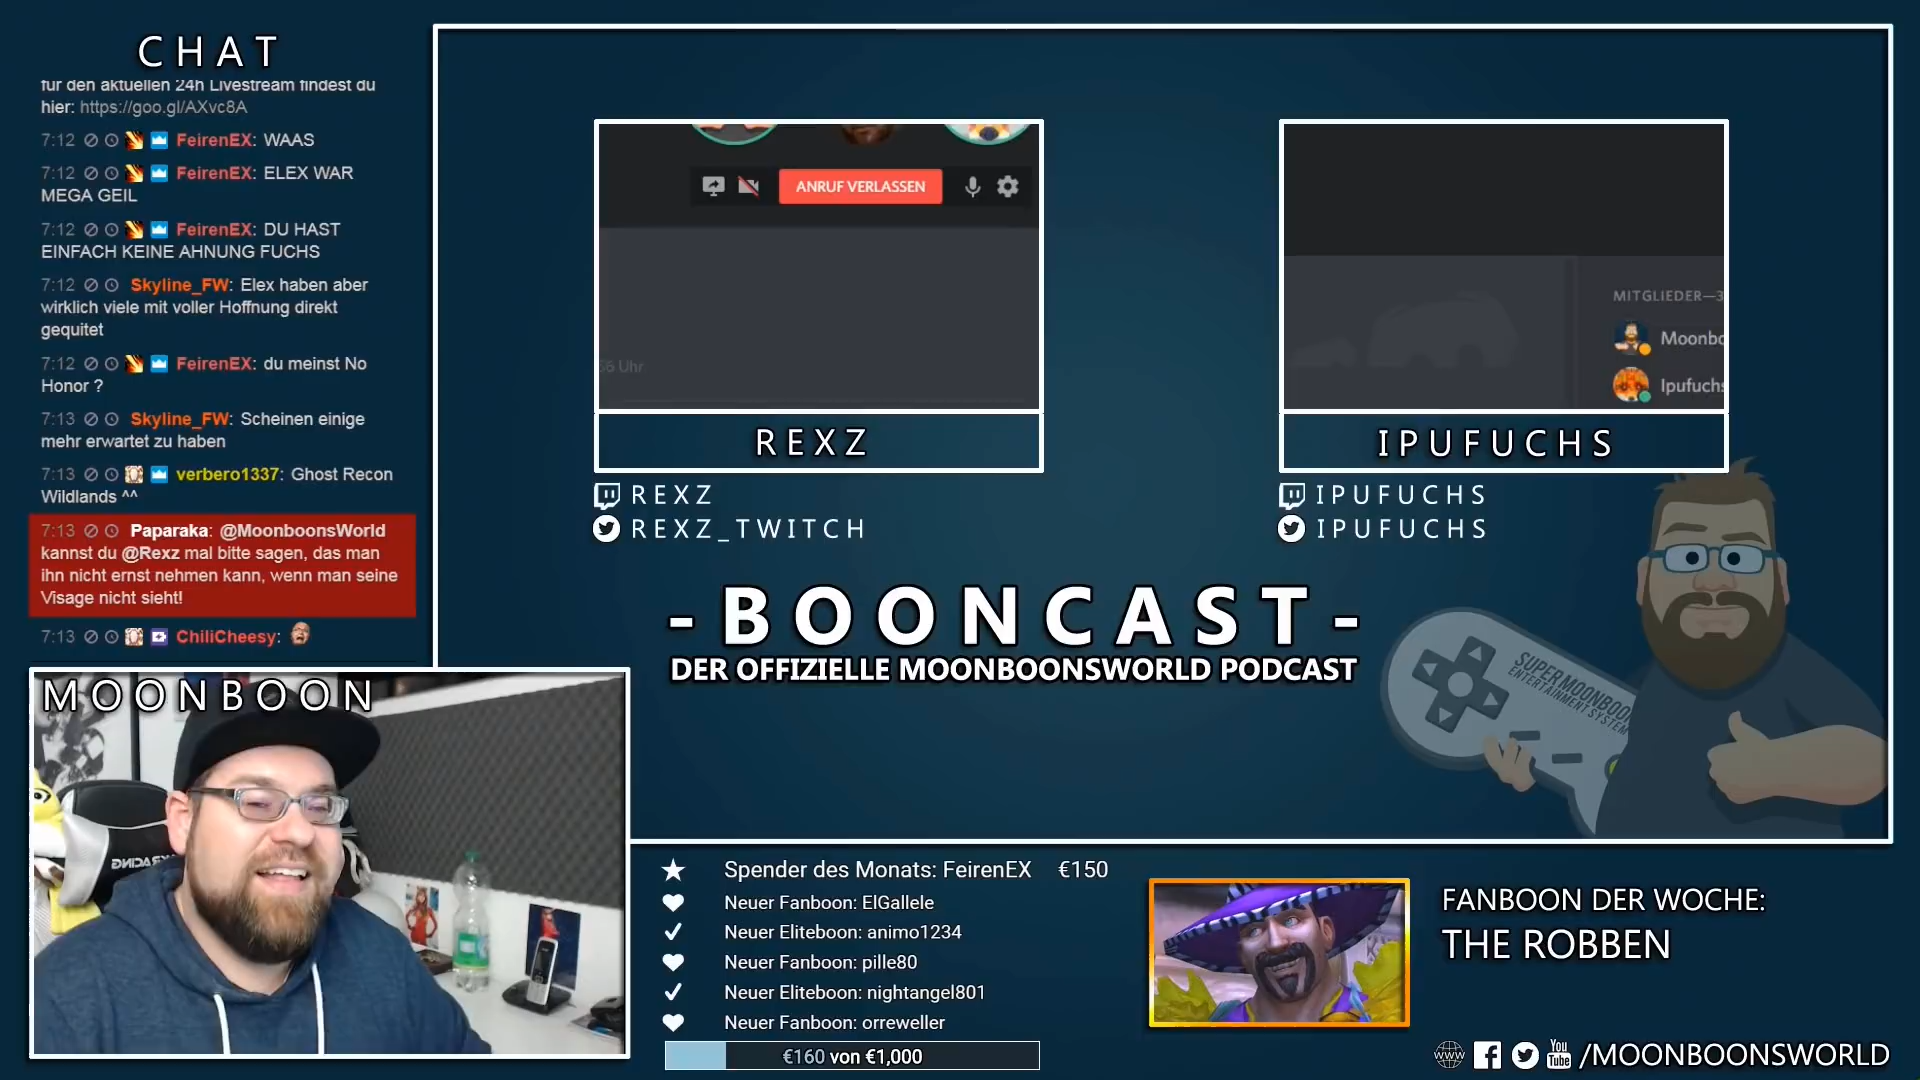 CHAT
für den aktuellen 24h Livestream findest du
hier: https://goo.gl/AXvc8A
7:12 FeirenEX: WAAS
7:12 FeirenEX: ELEX WAR
MEGA GEIL
7:12 FeirenEX: DU HAST
EINFACH KEINE AHNUNG FUCHS
7:12 Skyline_FW: Elex haben aber
wirklich viele mit voller Hoffnung direkt
gequitet
7:12 FeirenEX: du meinst No
Honor ?
7:13 Skyline_FW: Scheinen einige
mehr erwartet zu haben
7:13 verbero1337: Ghost Recon
Wildlands ^^
7:13 Paparaka: @MoonboonsWorld
kannst du @Rexz mal bitte sagen, das man
ihn nicht ernst nehmen kann, wenn man seine
Visage nicht sieht!
7:13 ChiliCheesy:
MOONBOON
ANRUF VERLASSEN
56 Uhr
REXZ
REXZ
REXZ_TWITCH
MITGLIEDER—3
Moonbo
Ipufuchs
IPUFUCHS
IPUFUCHS
IPUFUCHS
-BOONCAST-
DER OFFIZIELLE MOONBOONSWORLD PODCAST
SUPER MOONBOON
ENTERTAINMENT SYSTEM
Spender des Monats: FeirenEX €150
Neuer Fanboon: ElGallele
Neuer Eliteboon: animo1234
Neuer Fanboon: pille80
Neuer Eliteboon: nightangel801
Neuer Fanboon: orreweller
€160 von €1,000
FANBOON DER WOCHE:
THE ROBBEN
WWW
You
Tube
/MOONBOONSWORLD